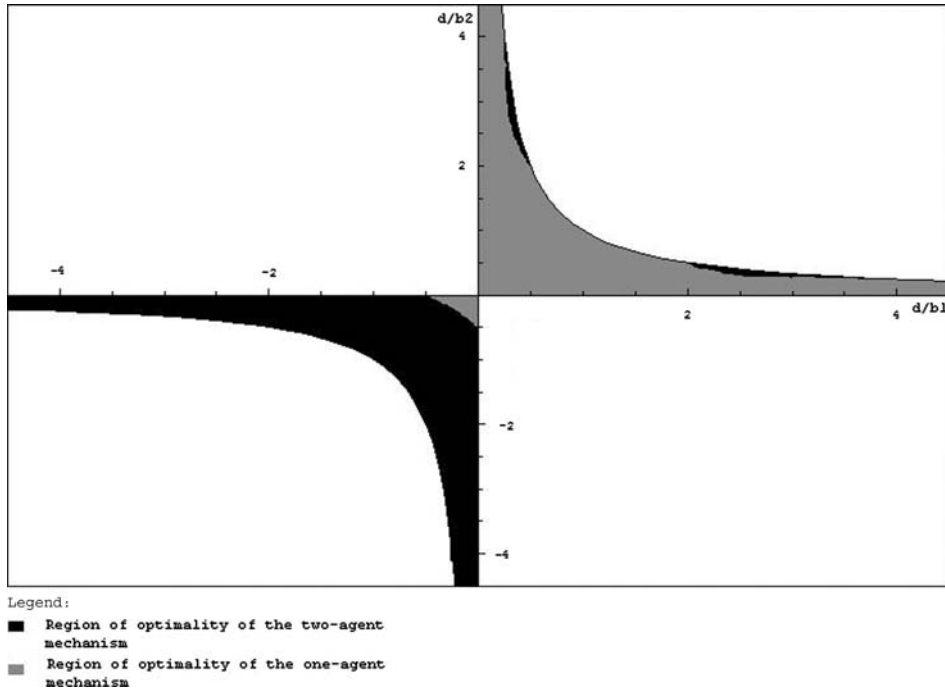 d/b2
4
2
-4
-2
2
4
d/b1
-2
-4
Legend:
Region of optimality of the two-agent
mechanism
Region of optimality of the one-agent
mechanism